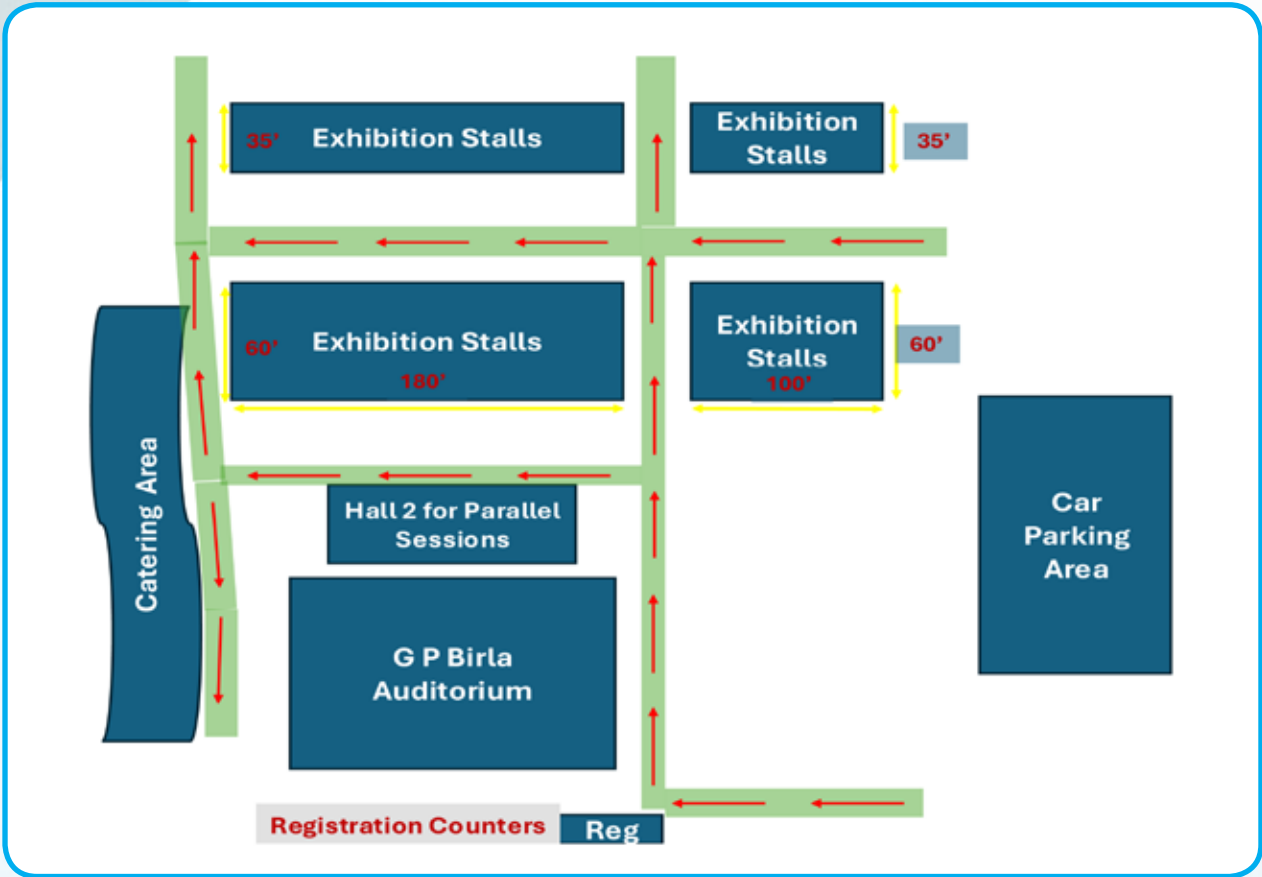 35’
Exhibition Stalls
Exhibition
Stalls
35’
60’
Exhibition Stalls
180’
Exhibition
Stalls
100’
60’
Catering Area
Hall 2 for Parallel
Sessions
Car
Parking
Area
G P Birla
Auditorium
Registration Counters
Reg